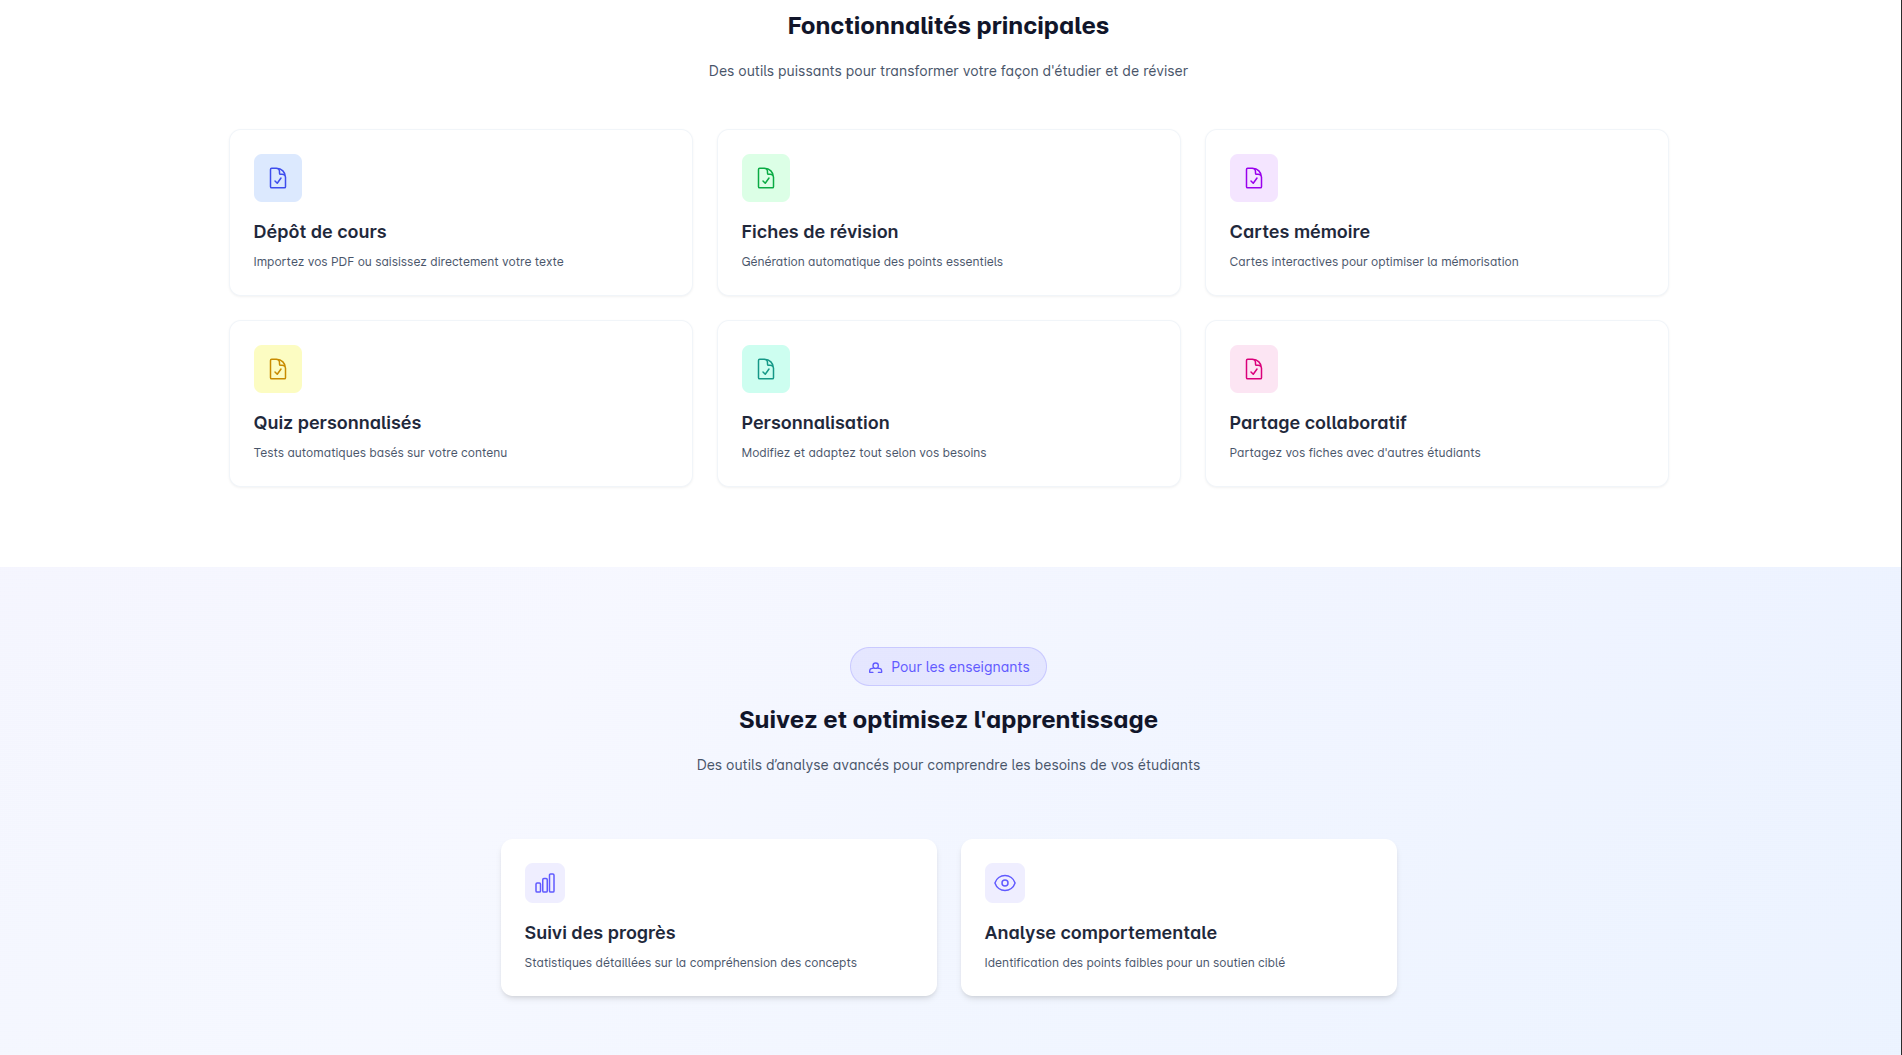 Fonctionnalités principales
Des outils puissants pour transformer votre façon d'étudier et de réviser
Dépôt de cours
Importez vos PDF ou saisissez directement votre texte
Fiches de révision
Génération automatique des points essentiels
Cartes mémoire
Cartes interactives pour optimiser la mémorisation
Quiz personnalisés
Tests automatiques basés sur votre contenu
Personnalisation
Modifiez et adaptez tout selon vos besoins
Partage collaboratif
Partagez vos fiches avec d'autres étudiants
Pour les enseignants
Suivez et optimisez l'apprentissage
Des outils d’analyse avancés pour comprendre les besoins de vos étudiants
Suivi des progrès
Statistiques détaillées sur la compréhension des concepts
Analyse comportementale
Identification des points faibles pour un soutien ciblé